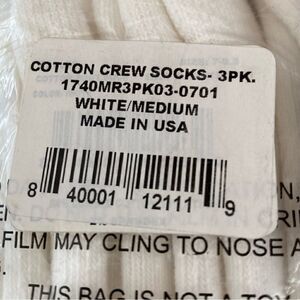 COTTON CREW SOCKS- 3PK.
1740MR3PK03-0701
WHITE/MEDIUM
MADE IN USA
8 40001 12111 9
FILM MAY CLING TO NOSE A
THIS BAG IS NOT A